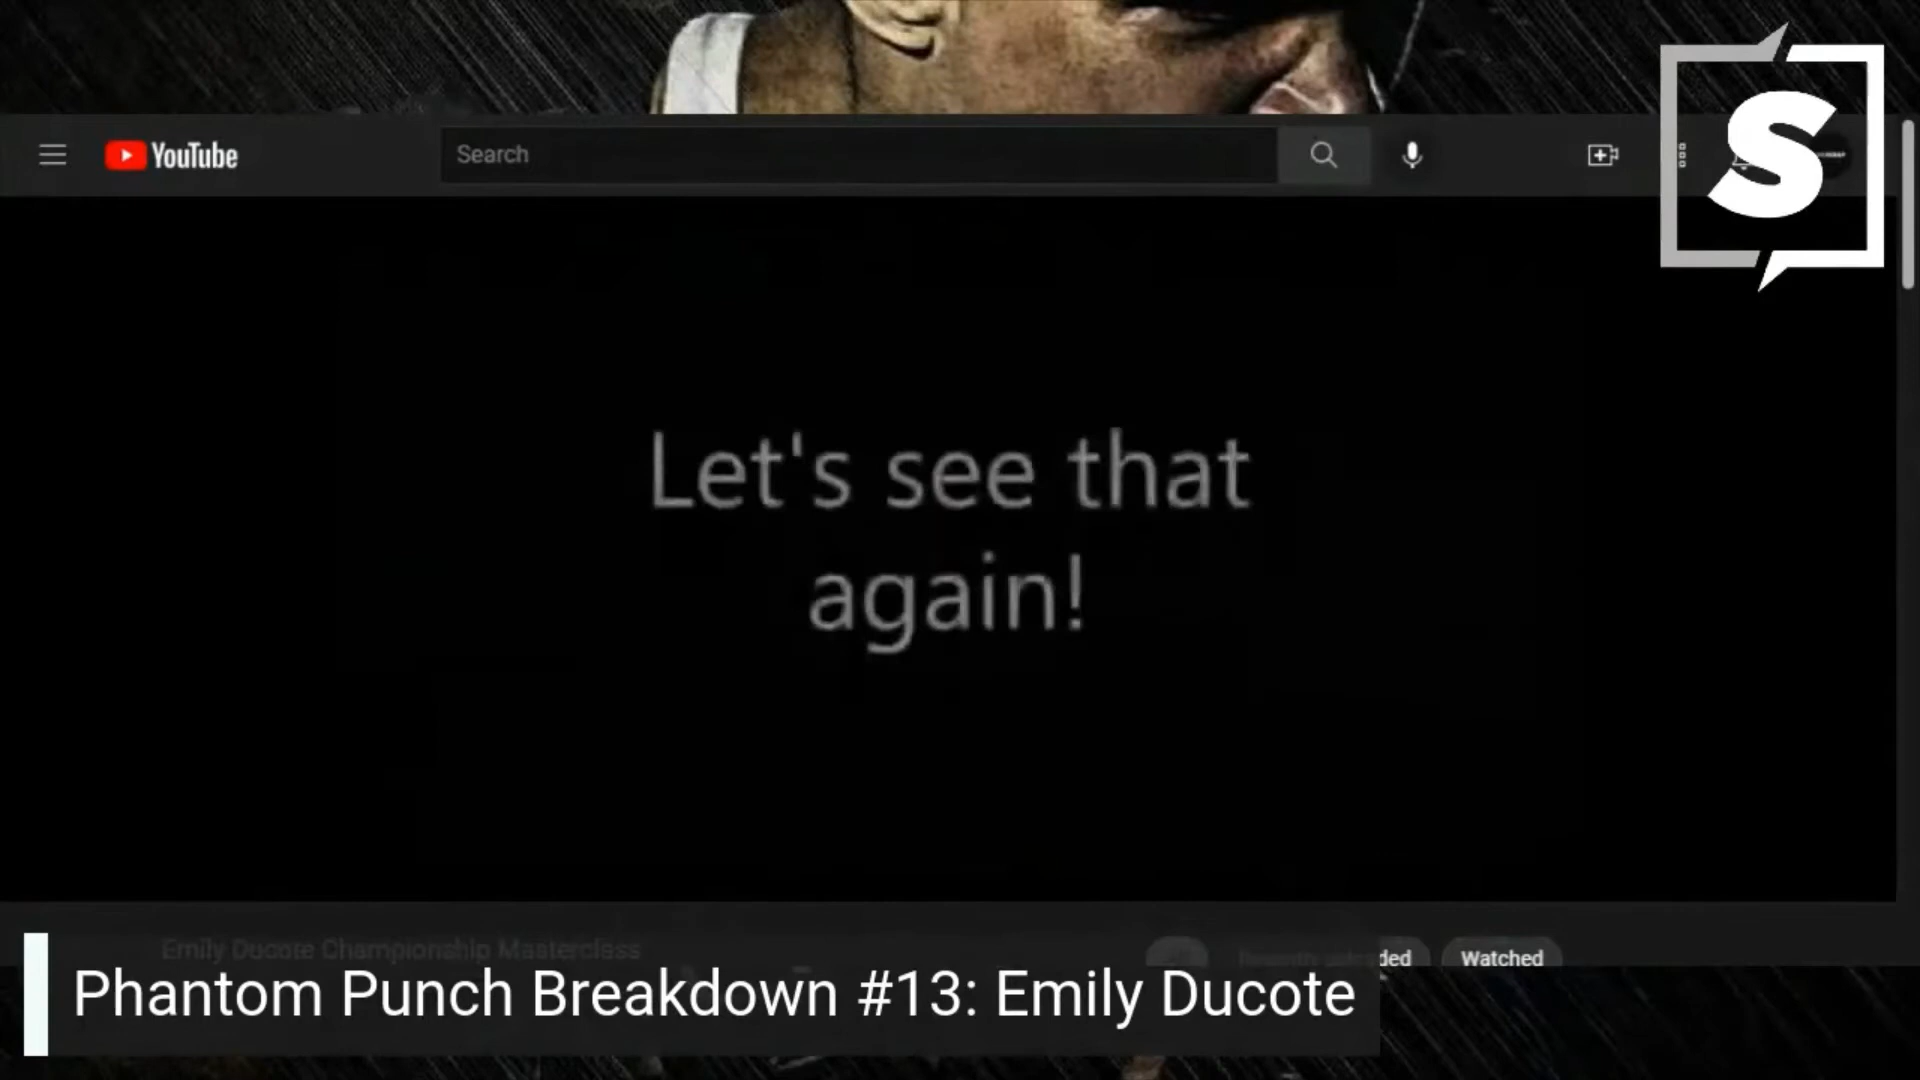 YouTube
Search
S
Let's see that
again!
Emily Ducote Championship Masterclass
Watched
Phantom Punch Breakdown #13: Emily Ducote